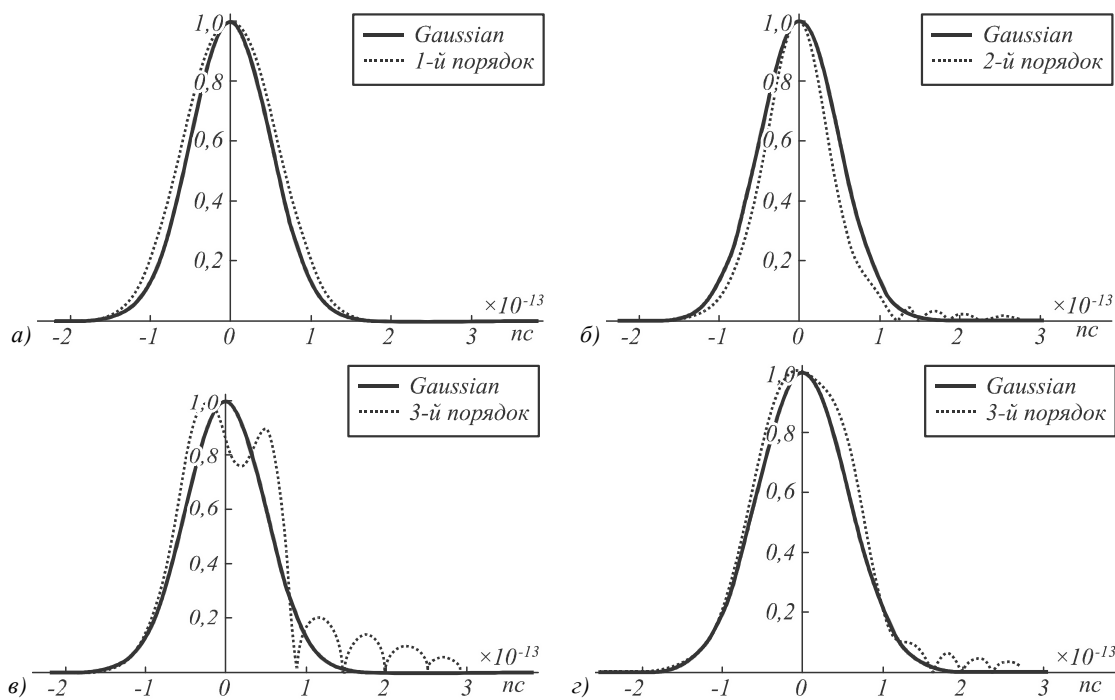 1,0
Gaussian
1-й порядок
0,8
0,6
0,4
0,2
×10⁻¹³
а) -2 -1 0 1 2 3 пс
1,0
Gaussian
2-й порядок
0,8
0,6
0,4
0,2
×10⁻¹³
б) -2 -1 0 1 2 3 пс
1,0
Gaussian
3-й порядок
0,8
0,6
0,4
0,2
×10⁻¹³
в) -2 -1 0 1 2 3 пс
1,0
Gaussian
3-й порядок
0,8
0,6
0,4
0,2
×10⁻¹³
г) -2 -1 0 1 2 3 пс